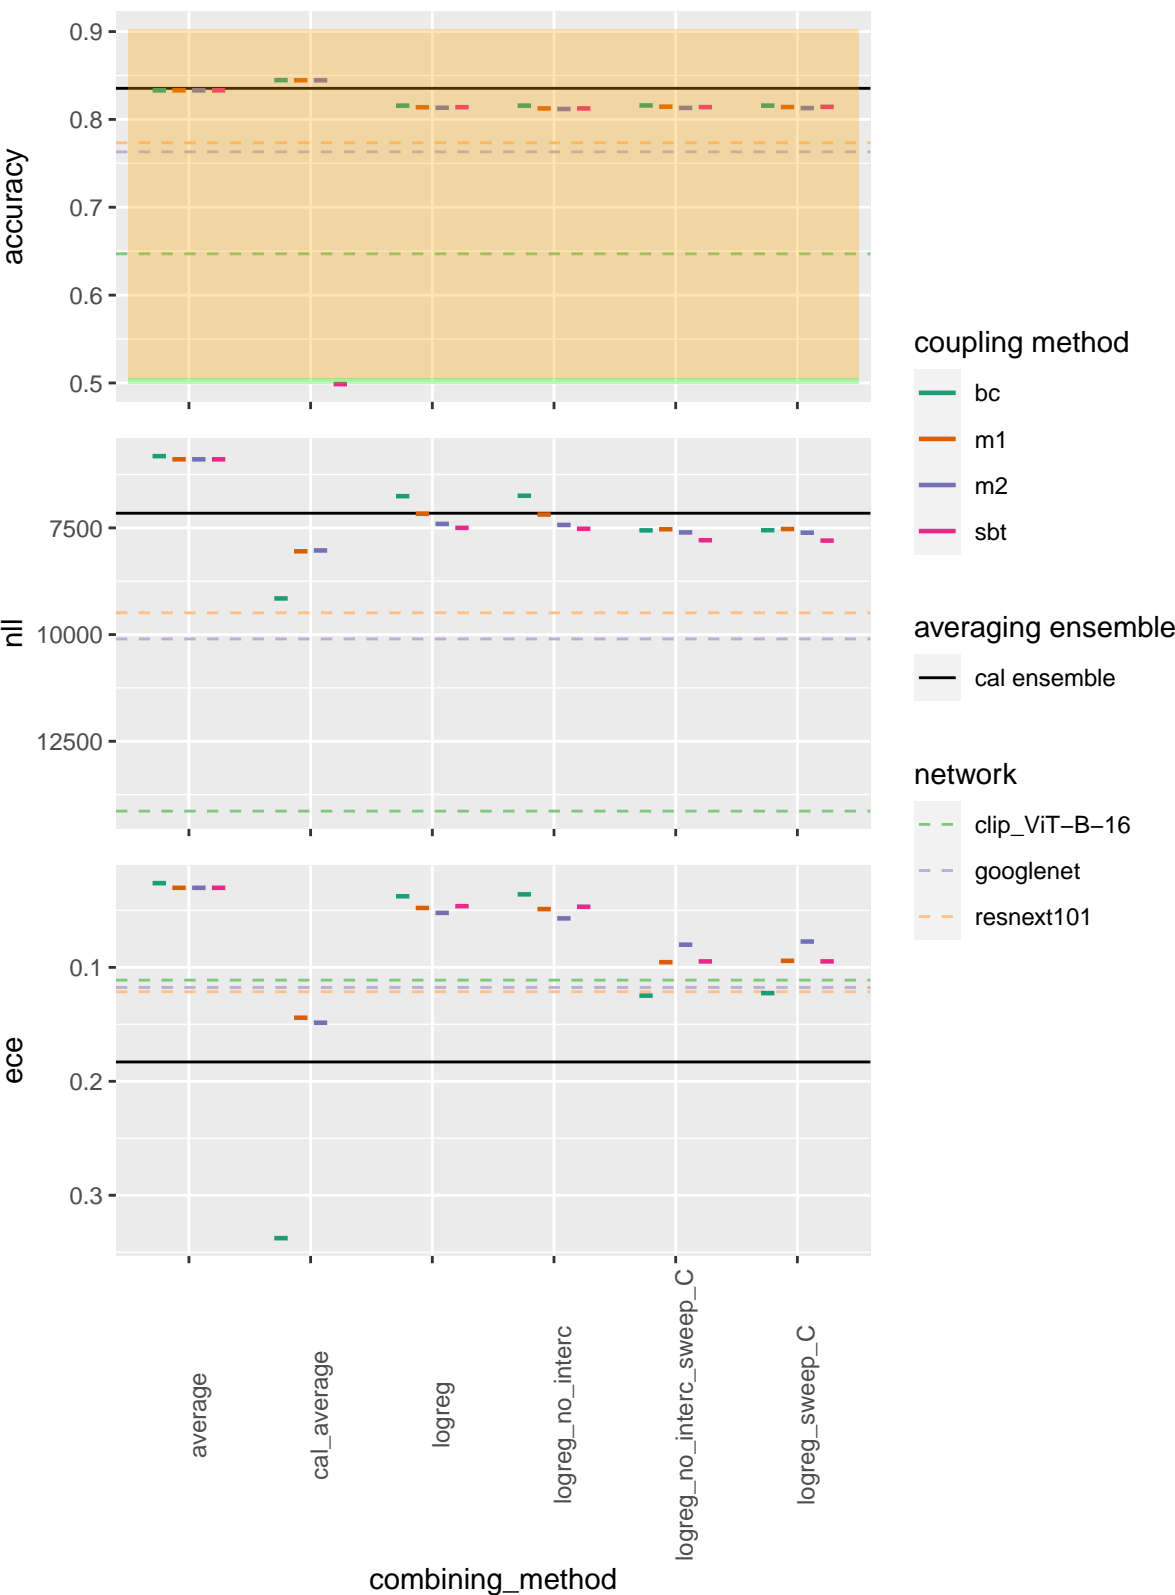 accuracy
0.9
0.8
0.7
0.6
0.5
nll
7500
10000
12500
ece
0.1
0.2
0.3
average
cal_average
logreg
logreg_no_interc
logreg_no_interc_sweep_C
logreg_sweep_C
combining_method
coupling method
bc
m1
m2
sbt
averaging ensemble
cal ensemble
network
clip_ViT−B−16
googlenet
resnext101